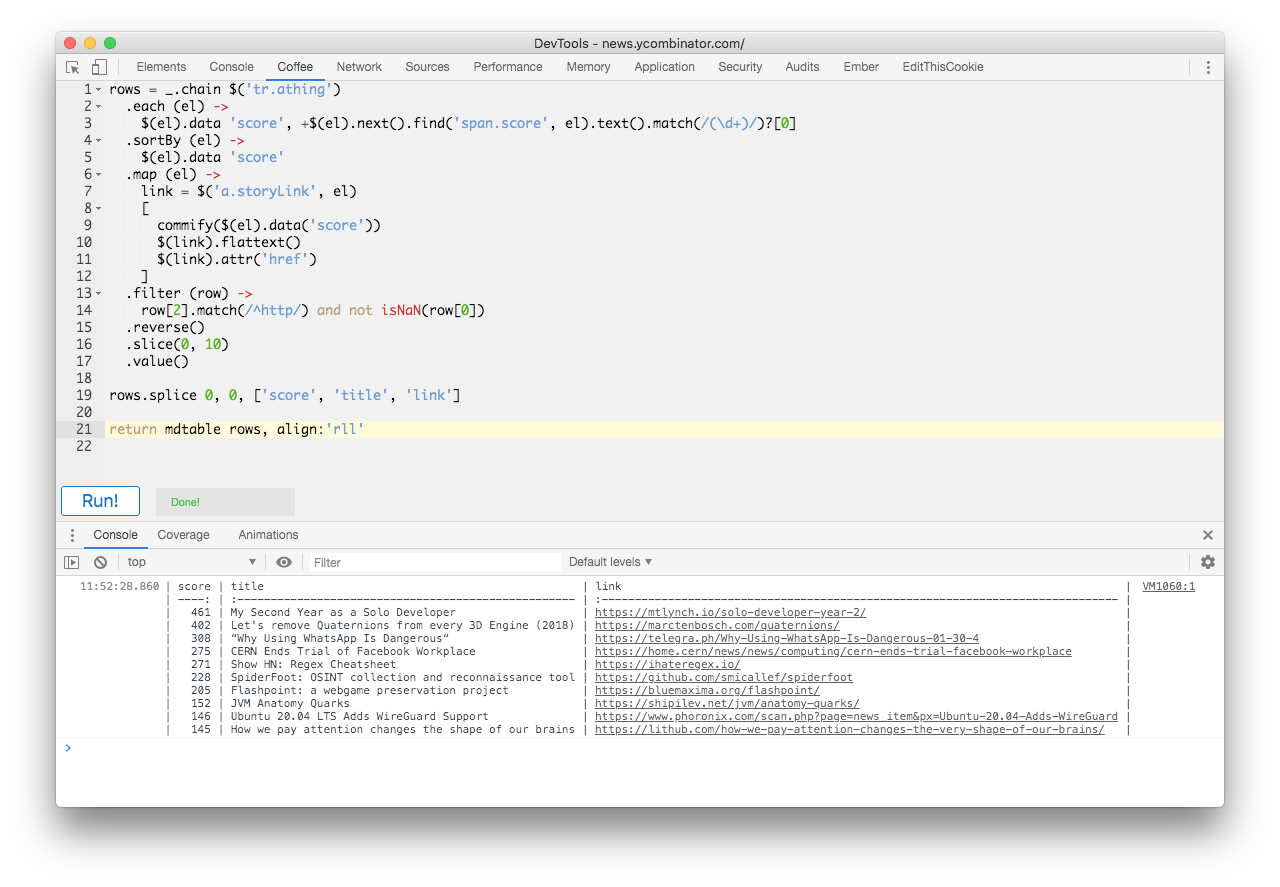 DevTools - news.ycombinator.com/
Elements Console Coffee Network Sources Performance Memory Application Security Audits Ember EditThisCookie
1 rows = _.chain $('tr.athing')
2 .each (el) ->
3 $(el).data 'score', +$(el).next().find('span.score', el).text().match(/(\d+)/)?[0]
4 .sortBy (el) ->
5 $(el).data 'score'
6 .map (el) ->
7 link = $('a.storyLink', el)
8 [
9 commify($(el).data('score'))
10 $(link).flattext()
11 $(link).attr('href')
12 ]
13 .filter (row) ->
14 row[2].match(/^http/) and not isNaN(row[0])
15 .reverse()
16 .slice(0, 10)
17 .value()
18
19 rows.splice 0, 0, ['score', 'title', 'link']
20
21 return mdtable rows, align:'rll'
22
Run! Done!
Console Coverage Animations
top Filter Default levels
11:52:28.860 | score | title | link | VM1060:1
| ----: | :------------------------------------------------- | :----------------------------------------------------------------------------- |
| 461 | My Second Year as a Solo Developer | https://mtlynch.io/solo-developer-year-2/ |
| 402 | Let's remove Quaternions from every 3D Engine (2018) | https://marctenbosch.com/quaternions/ |
| 308 | “Why Using WhatsApp Is Dangerous“ | https://telegra.ph/Why-Using-WhatsApp-Is-Dangerous-01-30-4 |
| 275 | CERN Ends Trial of Facebook Workplace | https://home.cern/news/news/computing/cern-ends-trial-facebook-workplace |
| 271 | Show HN: Regex Cheatsheet | https://ihateregex.io/ |
| 228 | SpiderFoot: OSINT collection and reconnaissance tool | https://github.com/smicallef/spiderfoot |
| 205 | Flashpoint: a webgame preservation project | https://bluemaxima.org/flashpoint/ |
| 152 | JVM Anatomy Quarks | https://shipilev.net/jvm/anatomy-quarks/ |
| 146 | Ubuntu 20.04 LTS Adds WireGuard Support | https://www.phoronix.com/scan.php?page=news_item&px=Ubuntu-20.04-Adds-WireGuard |
| 145 | How we pay attention changes the shape of our brains | https://lithub.com/how-we-pay-attention-changes-the-very-shape-of-our-brains/ |